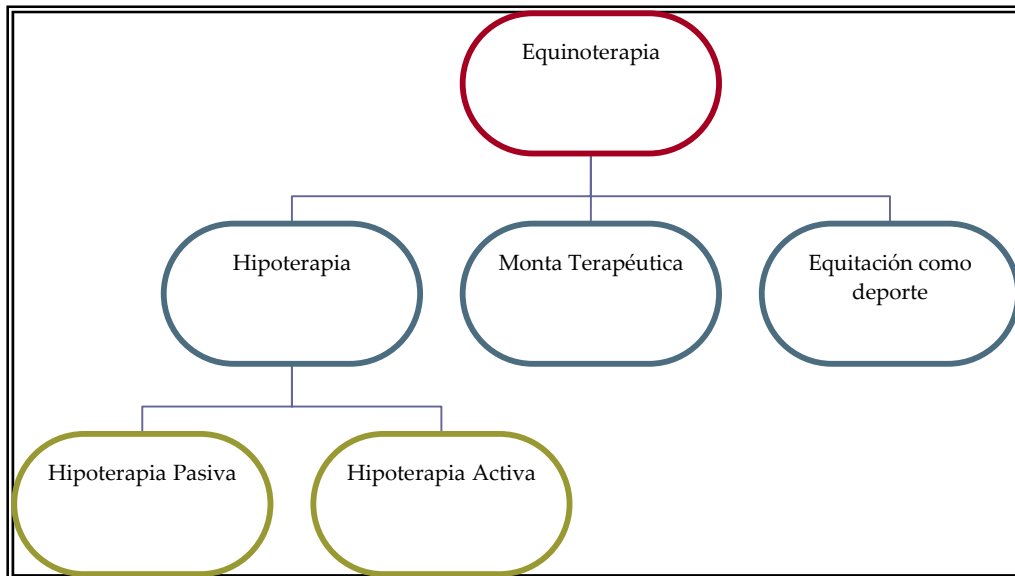 Equinoterapia
Hipoterapia
Monta Terapéutica
Equitación como
deporte
Hipoterapia Pasiva
Hipoterapia Activa